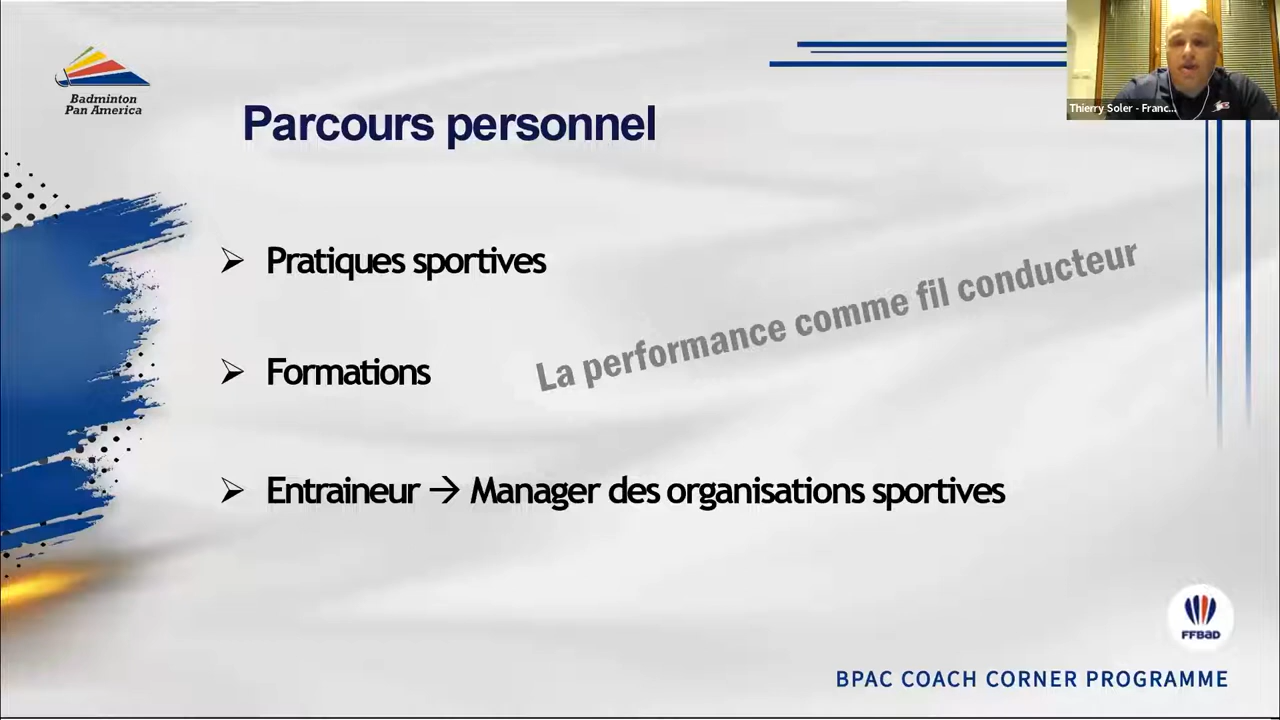 Badminton
Pan America
Thierry Soler - Franc...
Parcours personnel
Pratiques sportives
La performance comme fil conducteur
Formations
Entraineur → Manager des organisations sportives
FFBaD
BPAC COACH CORNER PROGRAMME